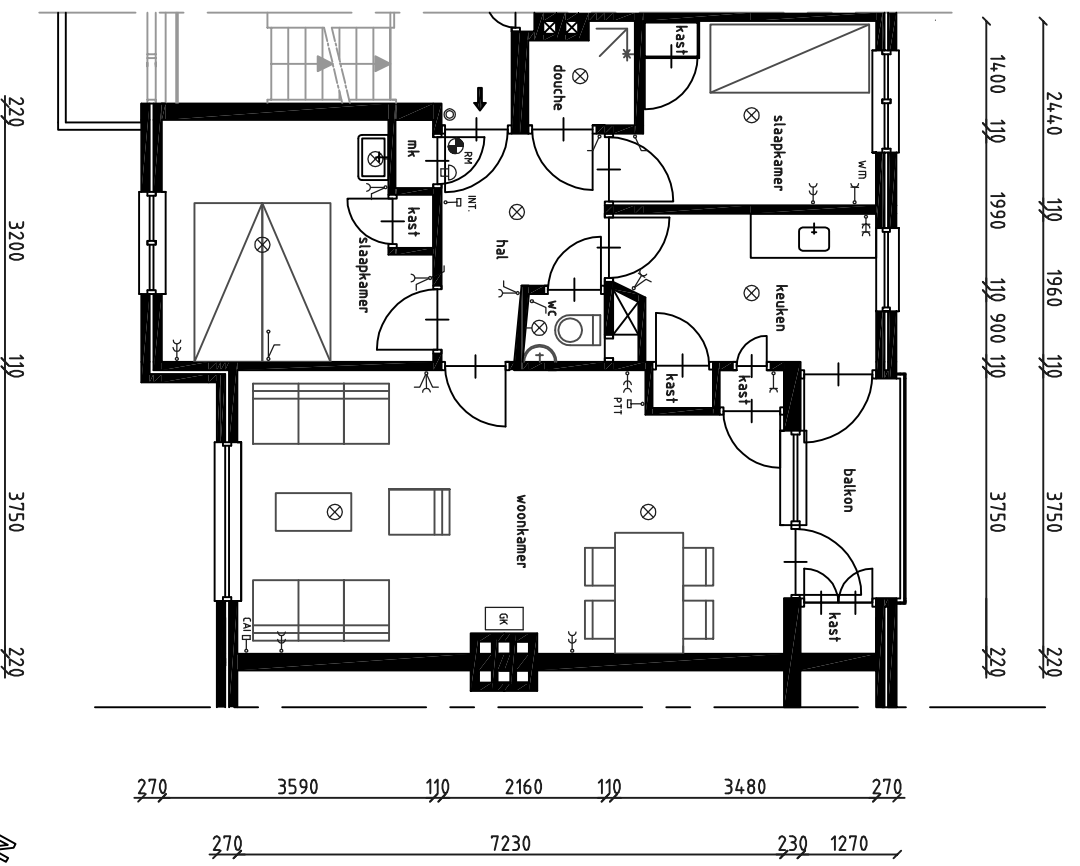 kast
douche
slaapkamer
wm
mk
RM
INT.
kast
slaapkamer
hal
keuken
wc
kast
kast
PTT
balkon
woonkamer
GK
CAI
kast
220
3200
110
3750
220
1400
110
1990
110
900
110
3750
220
2440
110
1960
110
3750
220
270 3590 110 2160 110 3480 270
270 7230 230 1270